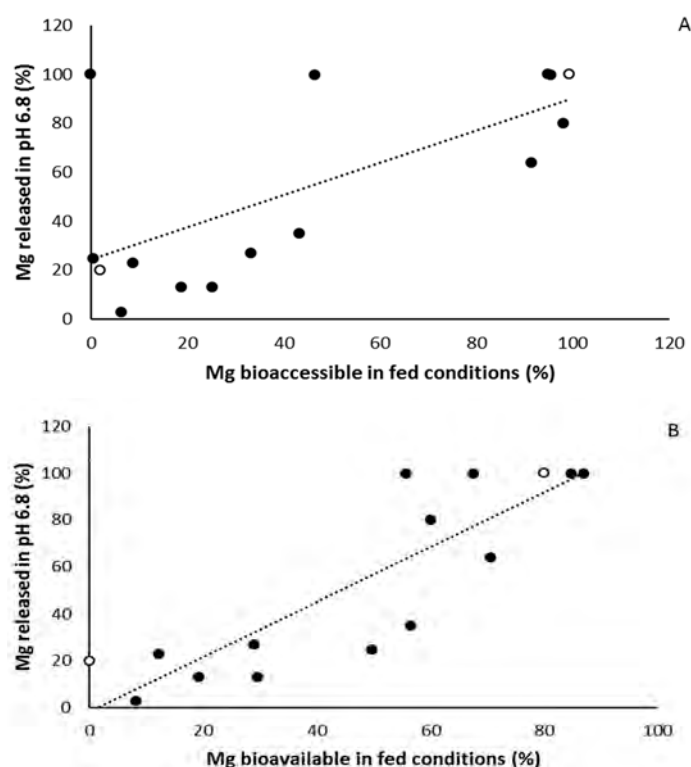 A
120
100
80
60
40
20
0
0 20 40 60 80 100 120
Mg released in pH 6.8 (%)
Mg bioaccessible in fed conditions (%)
B
120
100
80
60
40
20
0
0 20 40 60 80 100
Mg released in pH 6.8 (%)
Mg bioavailable in fed conditions (%)